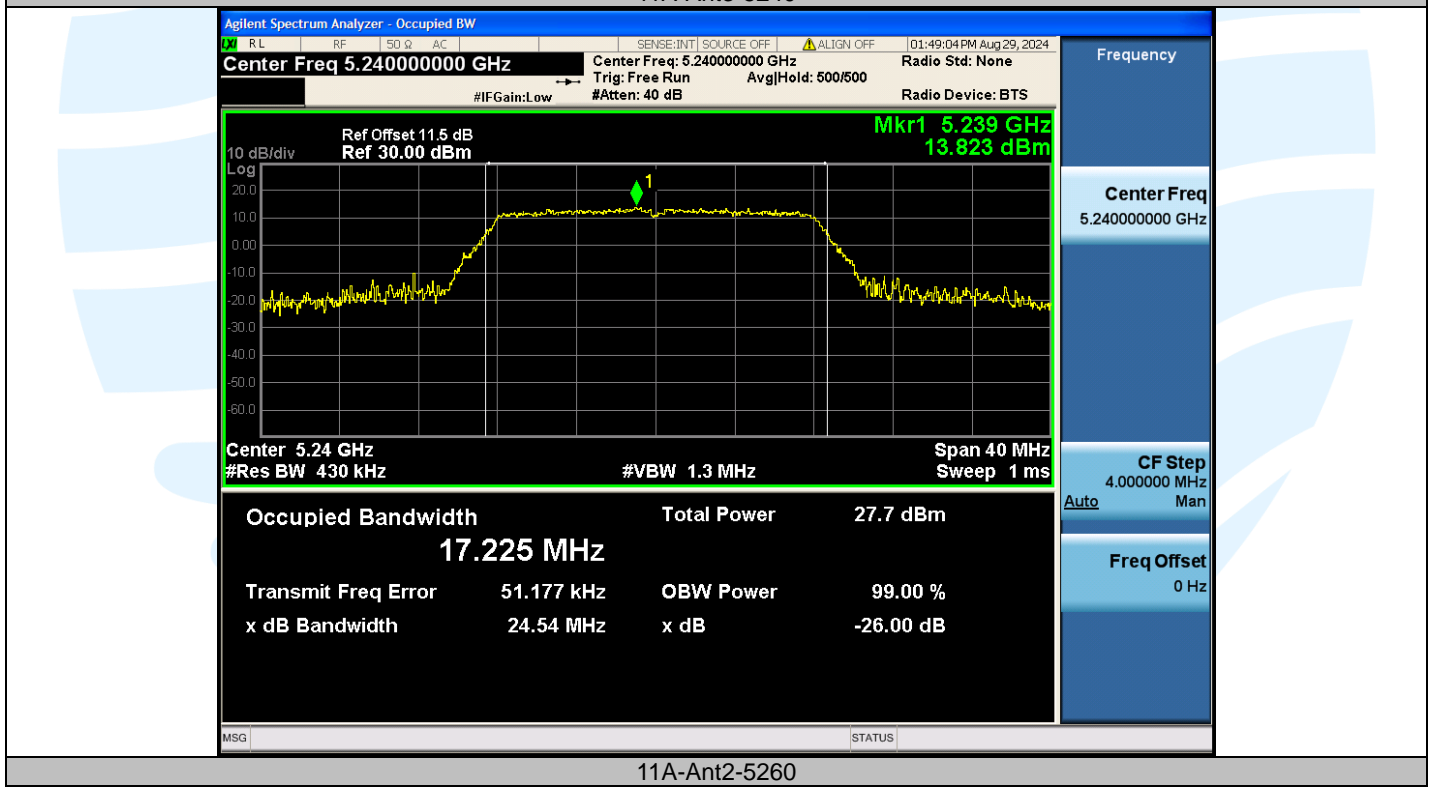 Agilent Spectrum Analyzer - Occupied BW
LXI RL RF 50 Ω AC SENSE:INT SOURCE OFF ALIGN OFF 01:49:04 PM Aug 29, 2024
Center Freq 5.240000000 GHz
Center Freq: 5.240000000 GHz
Radio Std: None
Trig: Free Run Avg|Hold: 500/500
#IFGain:Low
#Atten: 40 dB
Radio Device: BTS
Frequency
Mkr1 5.239 GHz
13.823 dBm
Ref Offset 11.5 dB
10 dB/div Ref 30.00 dBm
Log
20.0
10.0
0.00
-10.0
-20.0
-30.0
-40.0
-50.0
-60.0
1
Center 5.24 GHz Span 40 MHz
#Res BW 430 kHz #VBW 1.3 MHz Sweep 1 ms
Center Freq
5.240000000 GHz
CF Step
4.000000 MHz
Auto Man
Freq Offset
0 Hz
Occupied Bandwidth Total Power 27.7 dBm
17.225 MHz
Transmit Freq Error 51.177 kHz OBW Power 99.00 %
x dB Bandwidth 24.54 MHz x dB -26.00 dB
MSG STATUS
11A-Ant2-5260